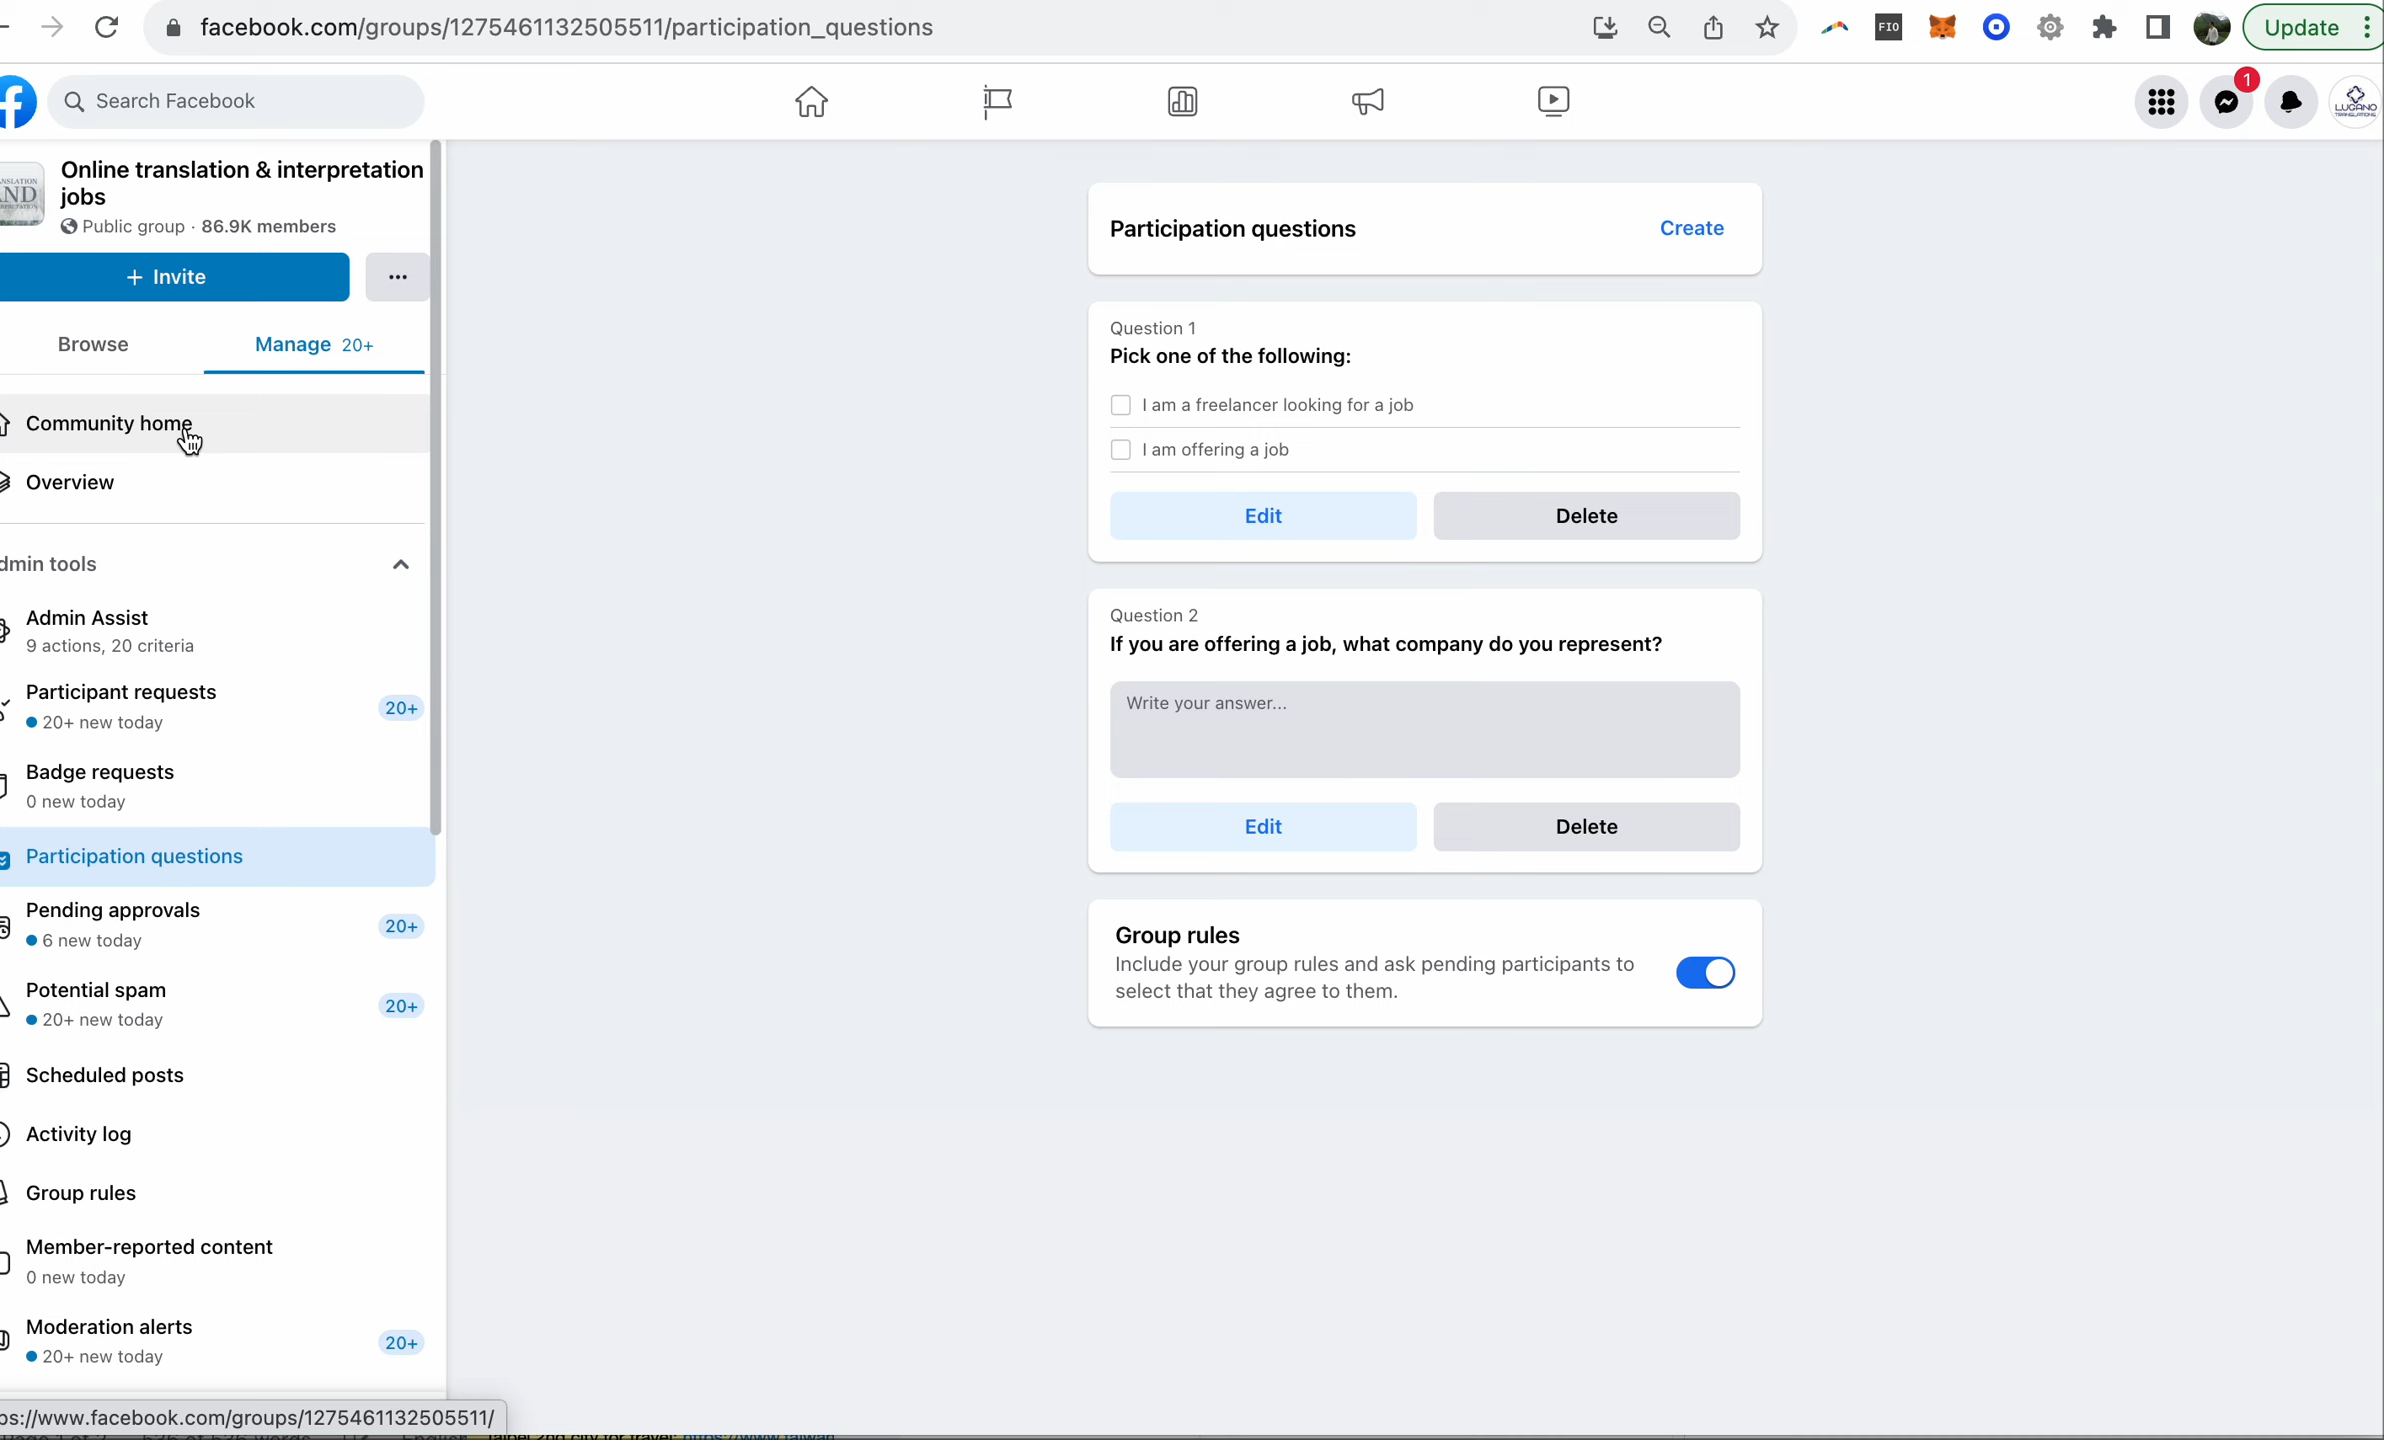 facebook.com/groups/1275461132505511/participation_questions
FIO
Update
Search Facebook
1
LUGANO
TRANSLATIONS
Online translation & interpretation
jobs
Public group · 86.9K members
+ Invite
Browse
Manage 20+
Community home
Overview
dmin tools
Admin Assist
9 actions, 20 criteria
Participant requests
20+ new today
20+
Badge requests
0 new today
Participation questions
Pending approvals
6 new today
20+
Potential spam
20+ new today
20+
Scheduled posts
Activity log
Group rules
Member-reported content
0 new today
Moderation alerts
20+ new today
20+
ps://www.facebook.com/groups/1275461132505511/
Participation questions
Create
Question 1
Pick one of the following:
I am a freelancer looking for a job
I am offering a job
Edit
Delete
Question 2
If you are offering a job, what company do you represent?
Write your answer...
Edit
Delete
Group rules
Include your group rules and ask pending participants to
select that they agree to them.